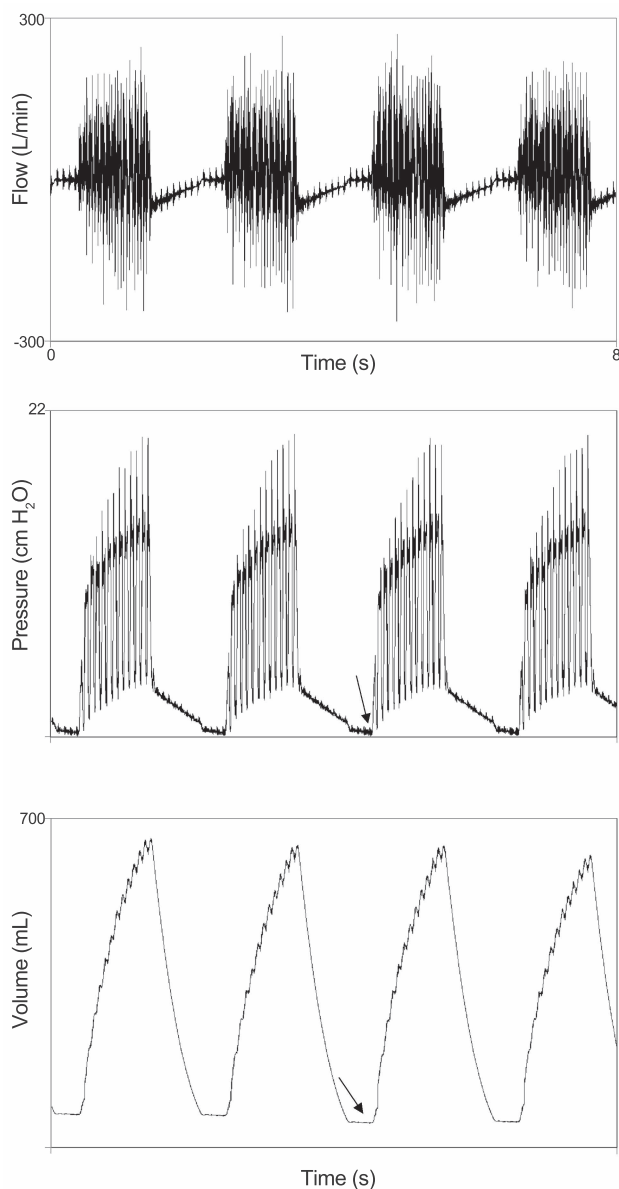 300
Flow (L/min)
-300
0
8
Time (s)
22
Pressure (cm H₂O)
700
Volume (mL)
Time (s)